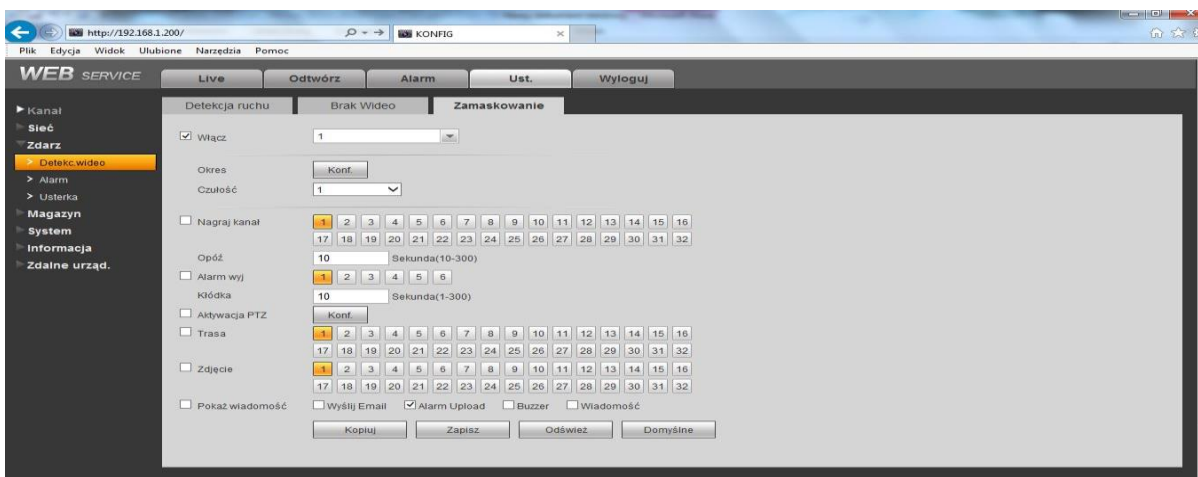 http://192.168.1.200/
KONFIG
Plik Edycja Widok Ulubione Narzędzia Pomoc
WEB SERVICE
Live Odtwórz Alarm Ust. Wyloguj
Kanał
Sieć
Zdarz
> Detekc.wideo
> Alarm
> Usterka
Magazyn
System
Informacja
Zdalne urząd.
Detekcja ruchu Brak Wideo Zamaskowanie
Włącz 1
Okres Konf.
Czułość 1
Nagraj kanał 1 2 3 4 5 6 7 8 9 10 11 12 13 14 15 16
17 18 19 20 21 22 23 24 25 26 27 28 29 30 31 32
Opóź 10 Sekunda(10-300)
Alarm wyj 1 2 3 4 5 6
Kłódka 10 Sekunda(1-300)
Aktywacja PTZ Konf.
Trasa 1 2 3 4 5 6 7 8 9 10 11 12 13 14 15 16
17 18 19 20 21 22 23 24 25 26 27 28 29 30 31 32
Zdjęcie 1 2 3 4 5 6 7 8 9 10 11 12 13 14 15 16
17 18 19 20 21 22 23 24 25 26 27 28 29 30 31 32
Pokaż wiadomość Wyślij Email Alarm Upload Buzzer Wiadomość
Kopiuj Zapisz Odśwież Domyślne